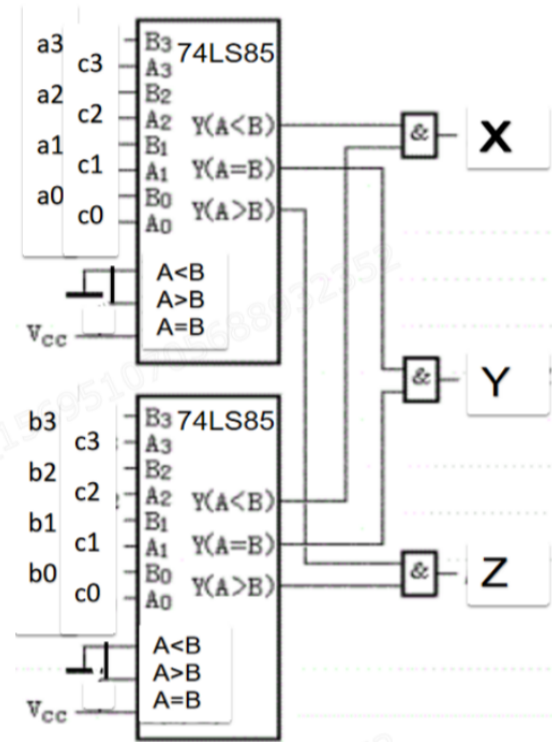 a3 c3 B3 74LS85
A3
a2 c2 B2
A2 Y(A<B) & X
a1 c1 B1
A1 Y(A=B)
a0 c0 B0
A0 Y(A>B)
A<B
A>B
VCC A=B
& Y
b3 c3 B3 74LS85
A3
b2 c2 B2
A2 Y(A<B)
b1 c1 B1
A1 Y(A=B)
b0 c0 B0 & Z
A0 Y(A>B)
A<B
A>B
VCC A=B